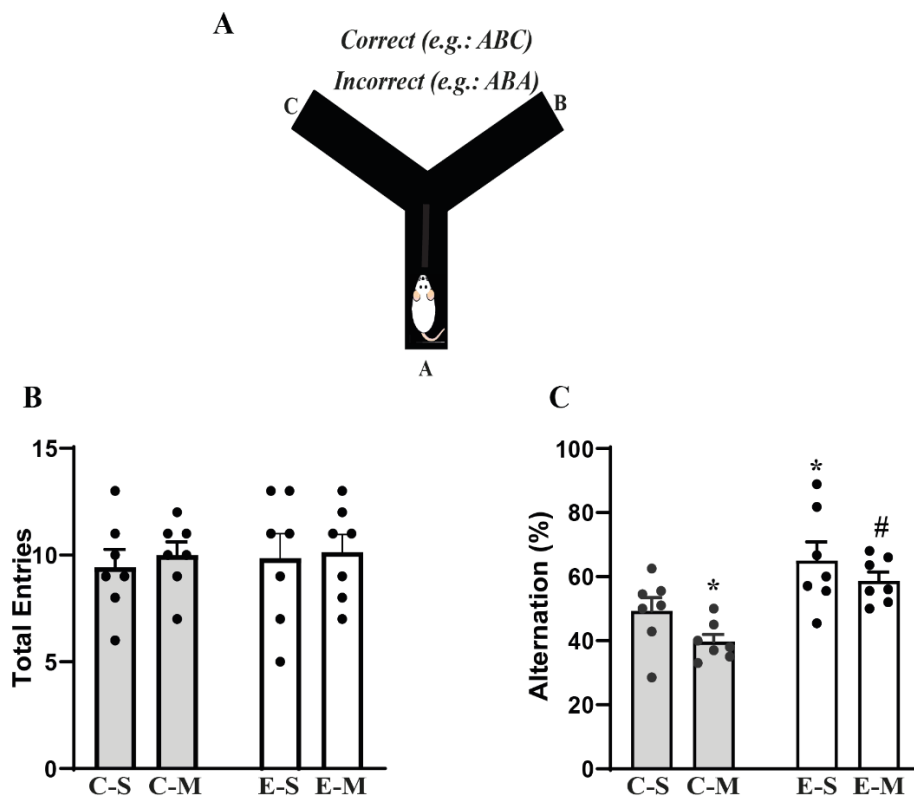 A
Correct (e.g.: ABC)
Incorrect (e.g.: ABA)
C
B
A
B
15
10
5
0
Total Entries
C-S C-M E-S E-M
C
100
80
60
40
20
0
Alternation (%)
*
*
#
C-S C-M E-S E-M